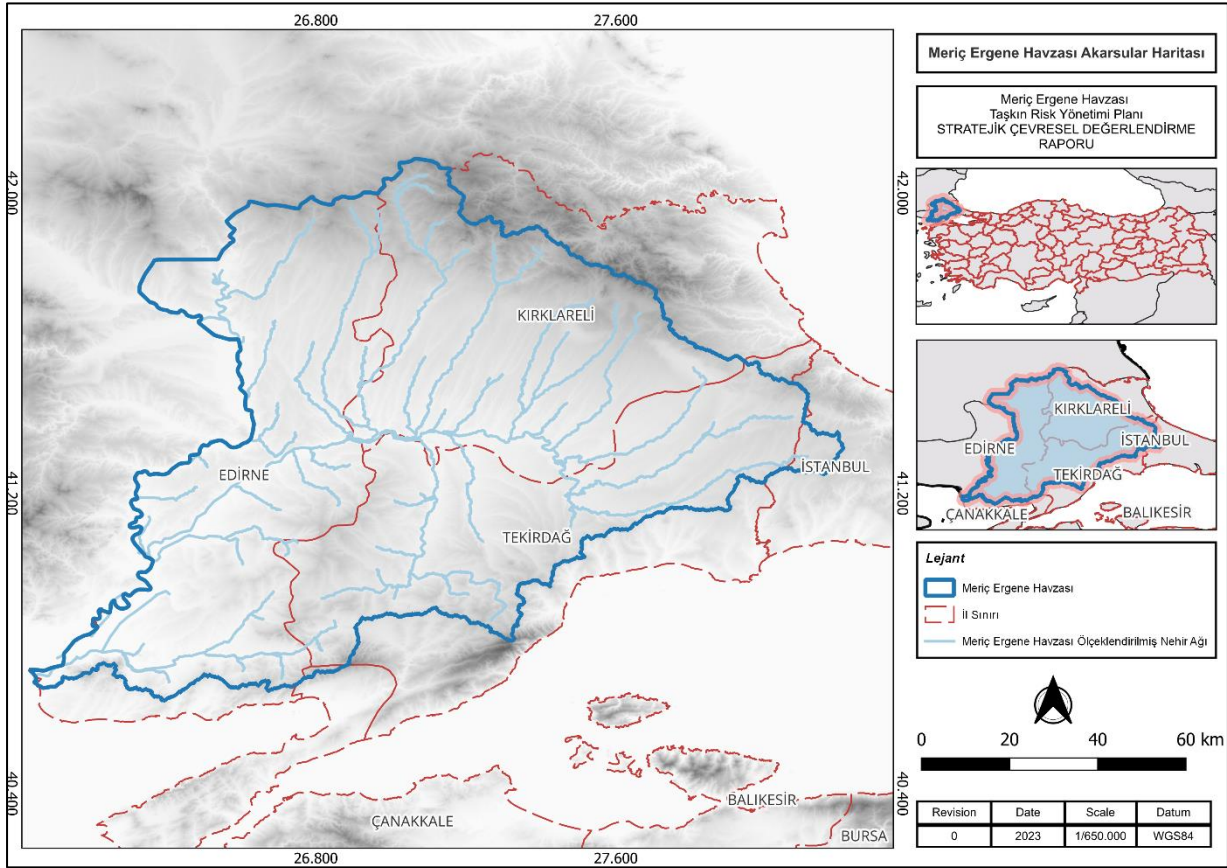 26.800
27.600
42.000
41.200
40.400
KIRKLARELİ
EDİRNE
İSTANBUL
TEKİRDAĞ
ÇANAKKALE
BALIKESİR
BURSA
42.000
41.200
40.400
26.800
27.600
Meriç Ergene Havzası Akarsular Haritası
Meriç Ergene Havzası
Taşkın Risk Yönetimi Planı
STRATEJİK ÇEVRESEL DEĞERLENDİRME
RAPORU
KIRKLARELİ
EDİRNE
İSTANBUL
TEKİRDAĞ
ÇANAKKALE
BALIKESİR
Lejant
Meriç Ergene Havzası
İl Sınırı
Meriç Ergene Havzası Ölçeklendirilmiş Nehir Ağı
0 20 40 60 km
Revision Date Scale Datum
0 2023 1/650.000 WGS84